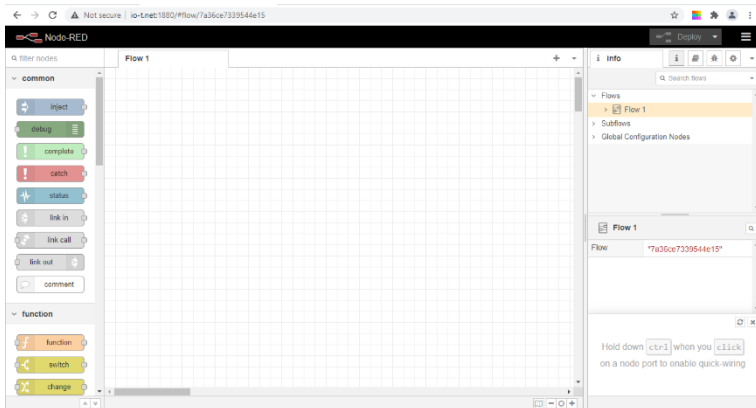 Not secure | io-t.net:1880/#flow/7a36ce7339544e15
Node-RED
Deploy
filter nodes
Flow 1
info
i
Search flows
common
inject
debug
complete
catch
status
link in
link call
link out
comment
function
function
switch
change
Flows
Flow 1
Subflows
Global Configuration Nodes
Flow 1
Flow "7a36ce7339544e15"
Hold down ctrl when you click
on a node port to enable quick-wiring